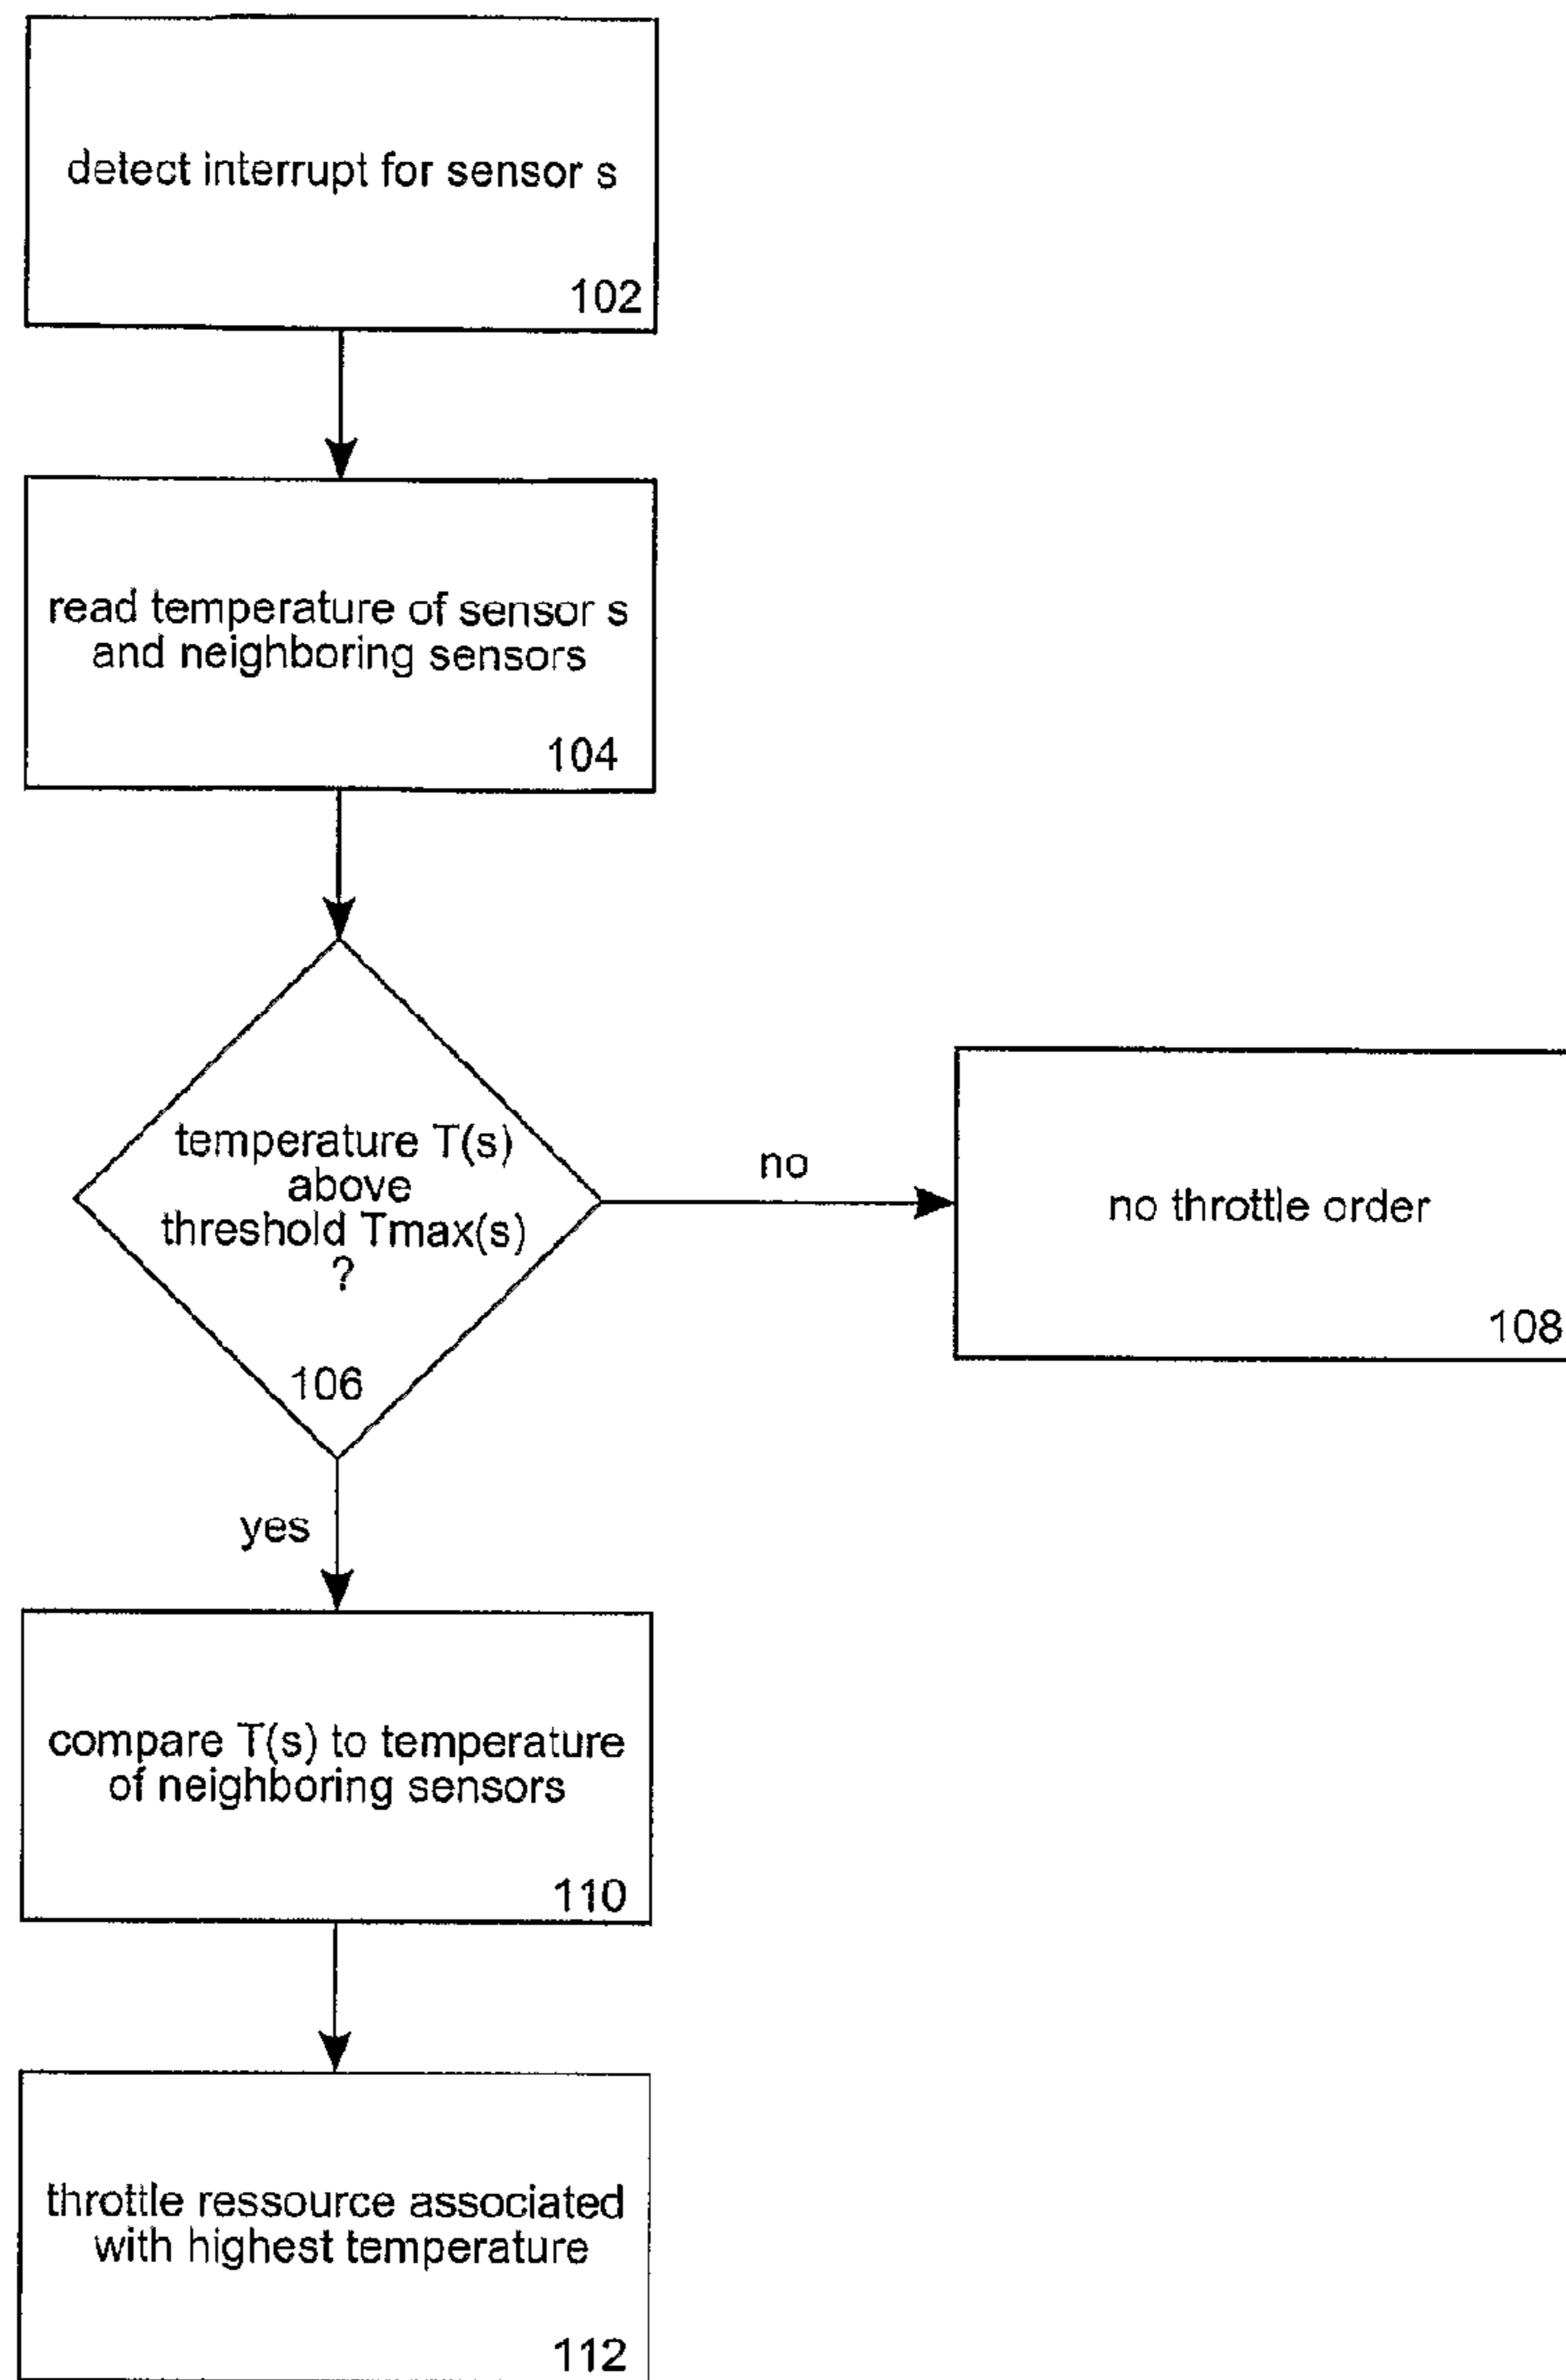 detect interrupt for sensor s
102
read temperature of sensor s
and neighboring sensors
104
temperature T(s)
above
threshold Tmax(s)
?
106
no
no throttle order
108
yes
compare T(s) to temperature
of neighboring sensors
110
throttle ressource associated
with highest temperature
112